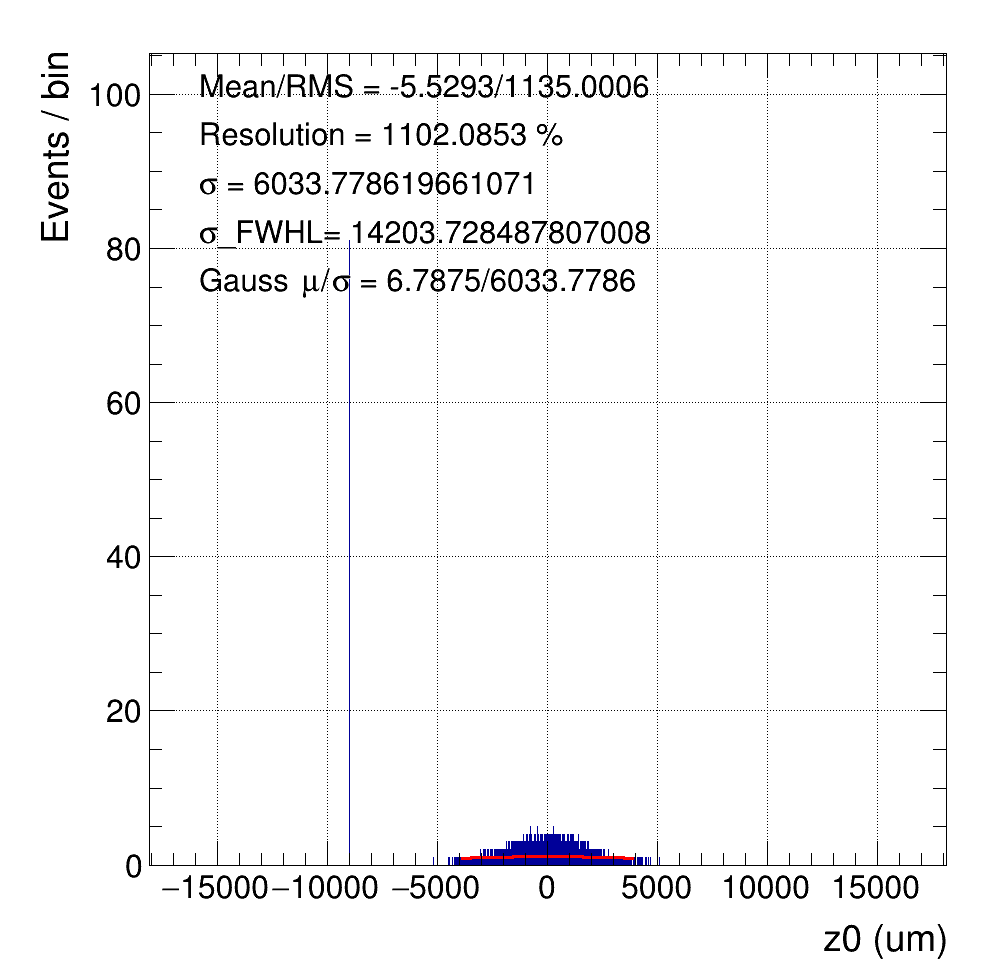 Events / bin
100
80
60
40
20
0
Mean/RMS = -5.5293/1135.0006
Resolution = 1102.0853 %
σ = 6033.778619661071
σ_FWHL= 14203.728487807008
Gauss μ/σ = 6.7875/6033.7786
−15000 −10000 −5000 0 5000 10000 15000
z0 (um)